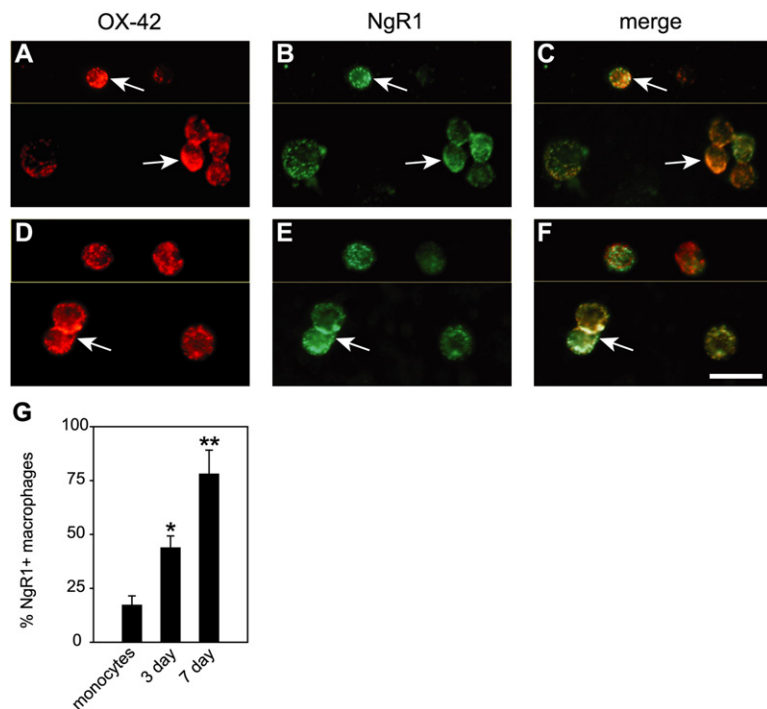 OX-42 NgR1 merge
A B C
D E F
G
% NgR1+ macrophages
100
75
50
25
0
*
**
monocytes
3 day
7 day